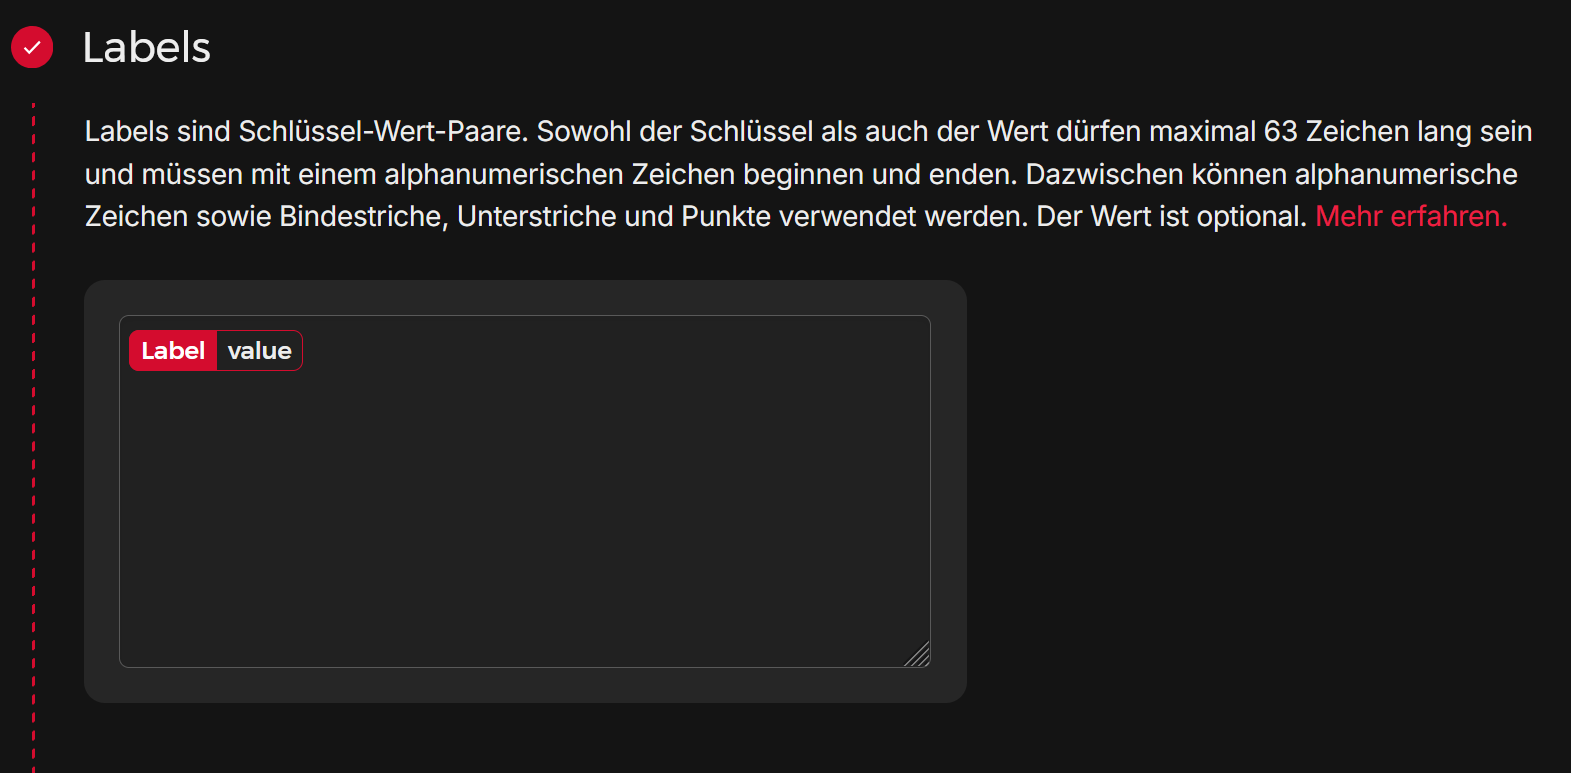 Labels
Labels sind Schlüssel-Wert-Paare. Sowohl der Schlüssel als auch der Wert dürfen maximal 63 Zeichen lang sein
und müssen mit einem alphanumerischen Zeichen beginnen und enden. Dazwischen können alphanumerische
Zeichen sowie Bindestriche, Unterstriche und Punkte verwendet werden. Der Wert ist optional. Mehr erfahren.
Label value